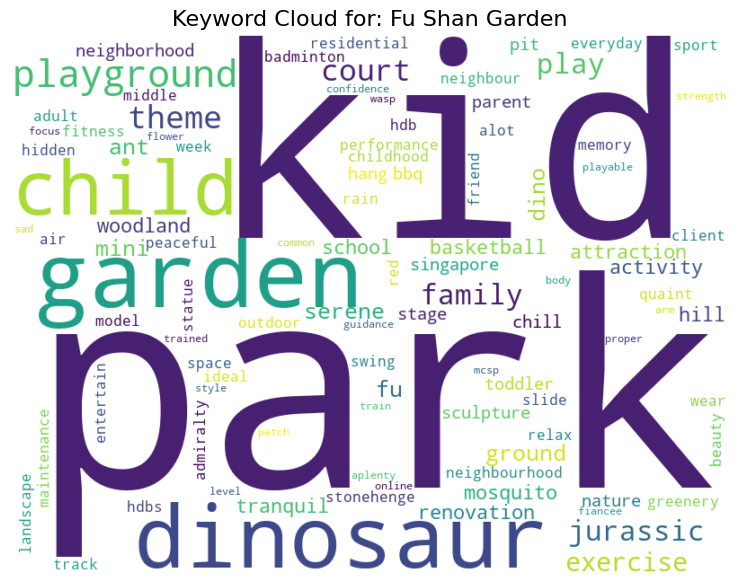 Keyword Cloud for: Fu Shan Garden
neighborhood
badminton
residential
pit
everyday
sport
playground
court
neighbour
play
middle
confidence
wasp
parent
strength
adult
theme
hdb
alot
focus
fitness
flower
performance
memory
hidden
ant
week
childhood
playable
kid
child
hang bbq
friend
dino
rain
sad
woodland
air
mini
peaceful
common
school
basketball
attraction
client
garden
red
singapore
activity
body
statue
serene
family
quaint
arm
model
outdoor
guidance
stage
chill
hill
trained
proper
park
space
swing
mcsp
ideal
style
fu
toddler
entertain
train
slide
wear
sculpture
maintenance
admiralty
patch
relax
beauty
ground
landscape
aplenty
neighbourhood
level
online
mosquito
hdbs
tranquil
stonehenge
renovation
nature
greenery
fiancee
dinosaur
jurassic
track
exercise